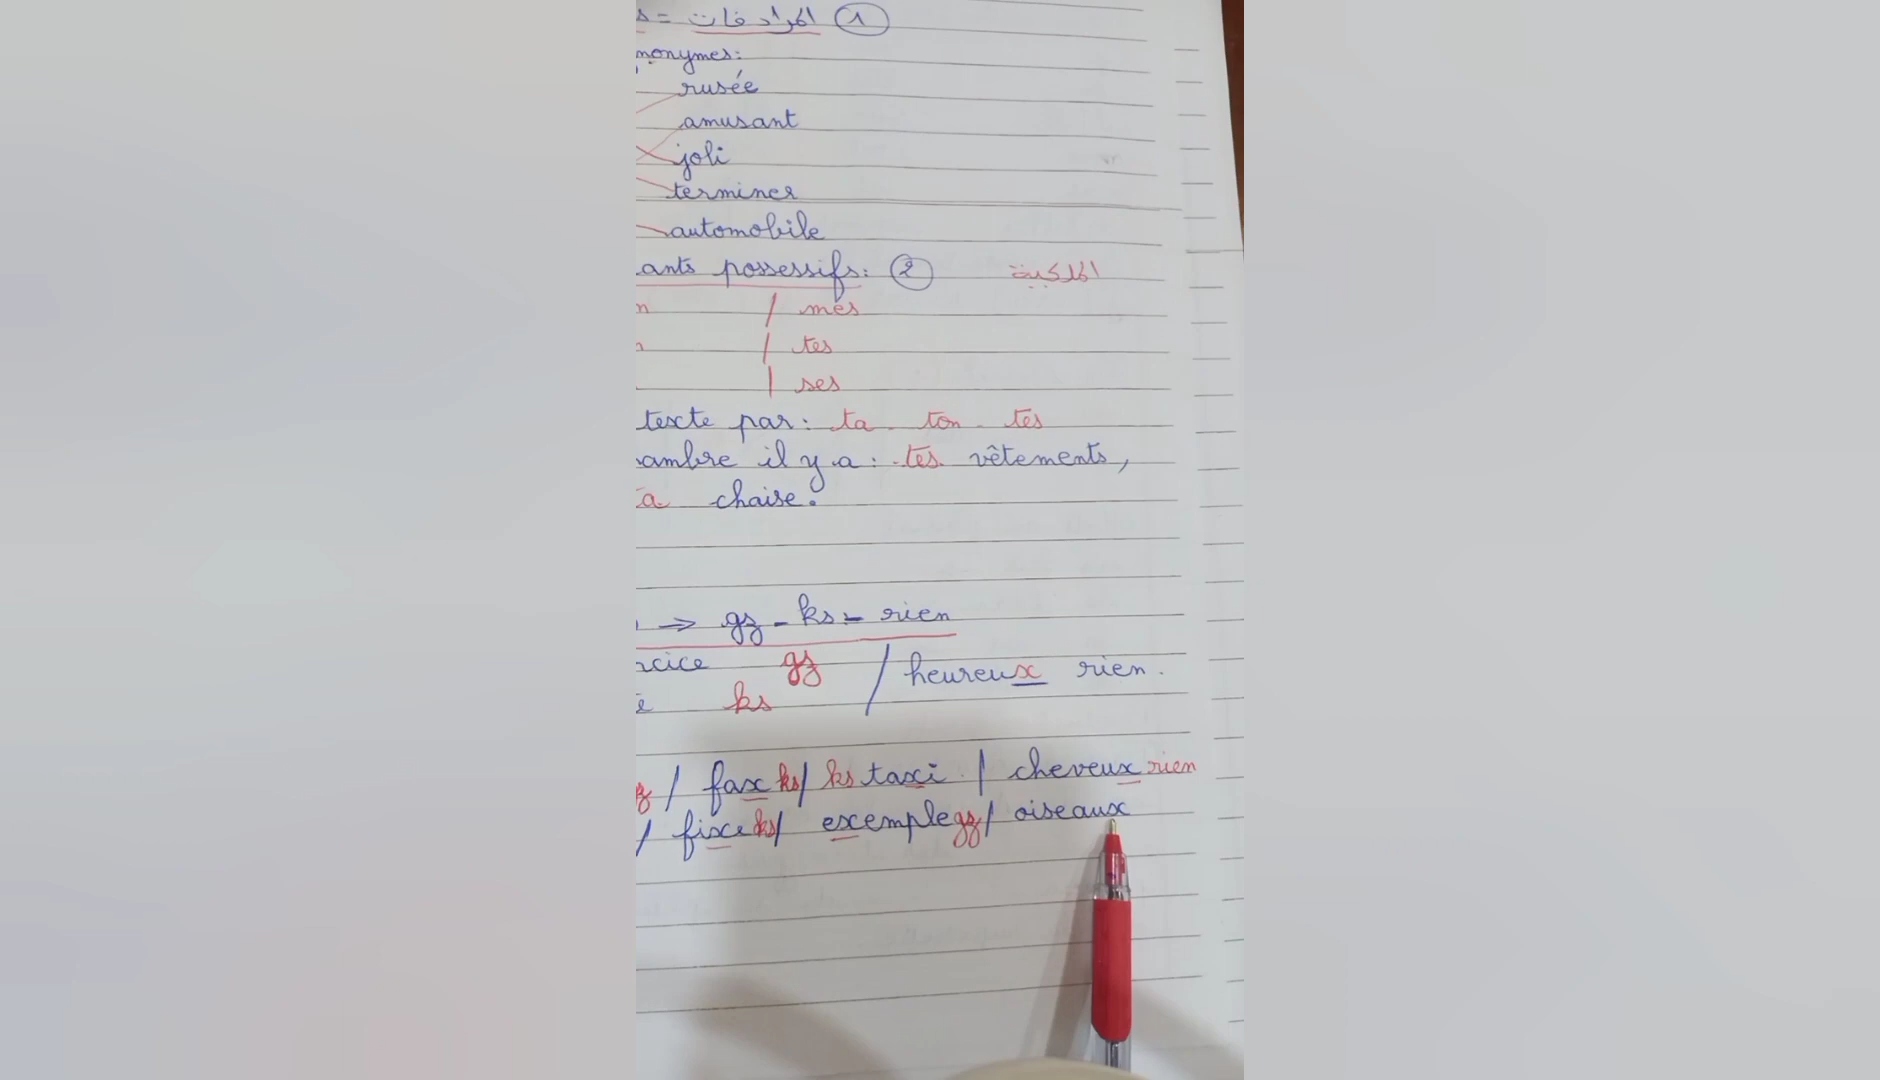 s = المرادفات ①
nonymes:
rusée
amusant
joli
terminer
automobile
ants possessifs: ② الملكية
n / mes
/ tes
/ ses
texte par: ta - ton - tes
ambre il y a : tes vêtements,
a chaise.
→ gz - ks - rien
rcice gz / heureux rien.
ks
z / fax ks / ks taxi / cheveux rien
/ fixe ks / exemple gz / oiseaux